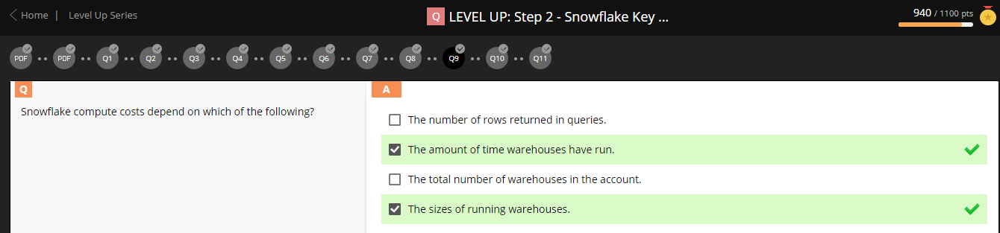 Home | Level Up Series
Q LEVEL UP: Step 2 - Snowflake Key ...
940 / 1100 pts
PDF PDF Q1 Q2 Q3 Q4 Q5 Q6 Q7 Q8 Q9 Q10 Q11
Q
Snowflake compute costs depend on which of the following?
A
The number of rows returned in queries.
The amount of time warehouses have run.
The total number of warehouses in the account.
The sizes of running warehouses.